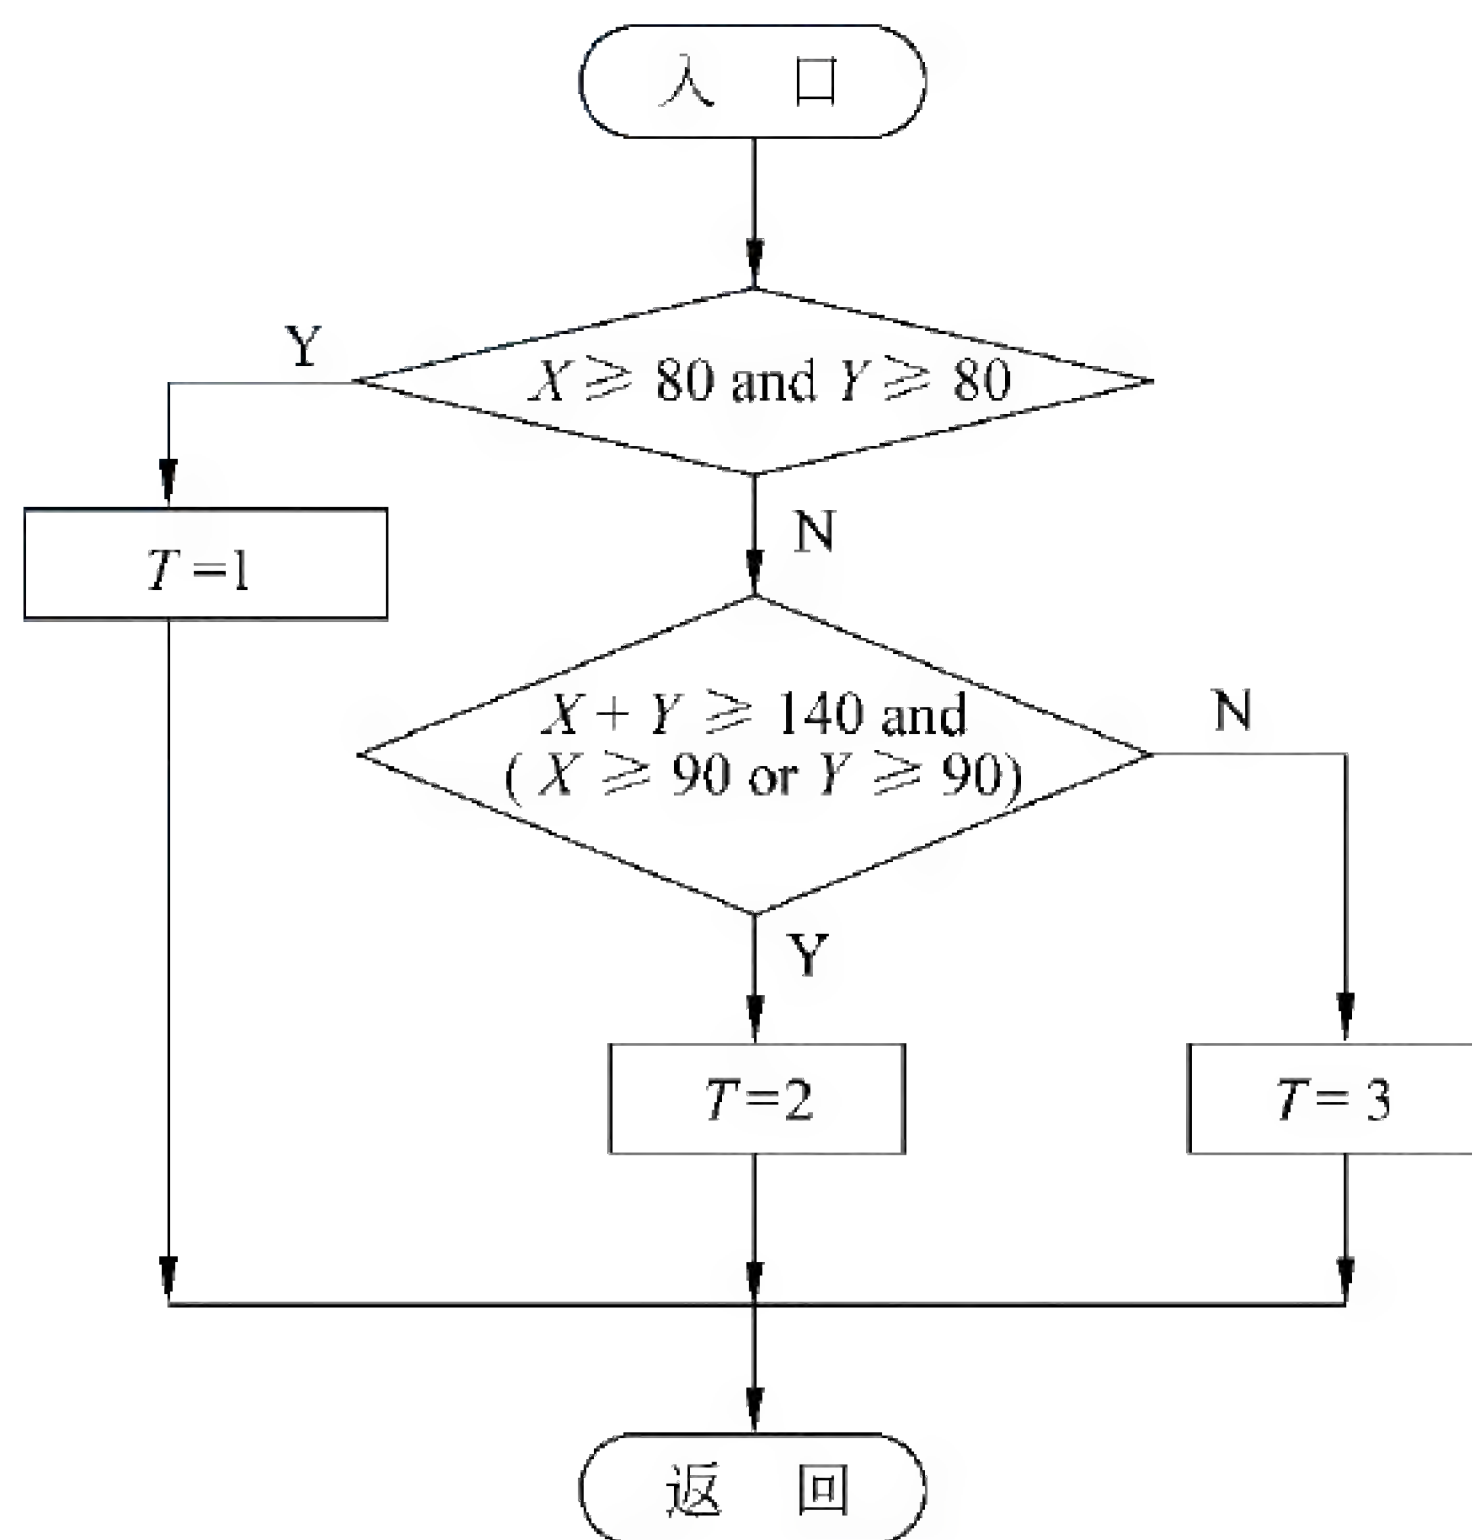 入 口
Y
X ⩾ 80 and Y ⩾ 80
N
T=1
X + Y ⩾ 140 and
( X ⩾ 90 or Y ⩾ 90)
N
Y
T=2
T= 3
返 回